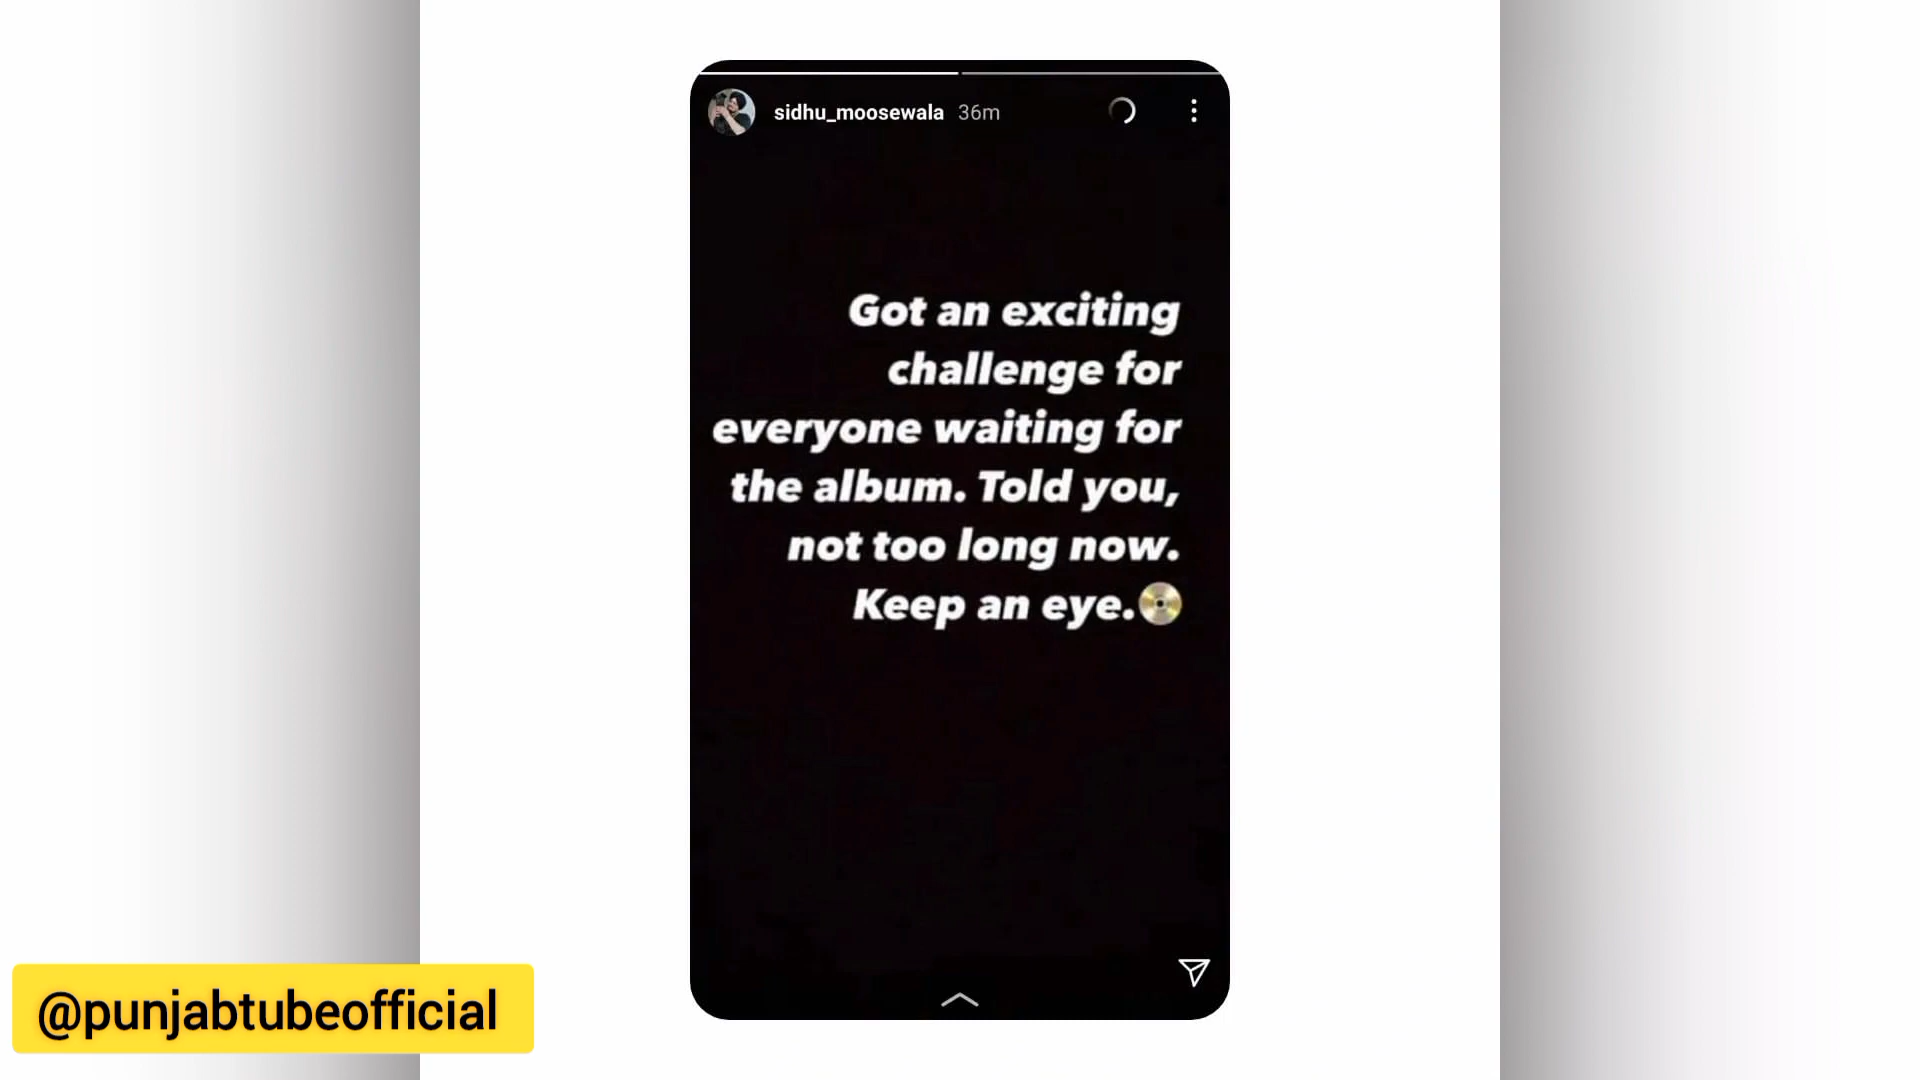 sidhu_moosewala 36m
Got an exciting
challenge for
everyone waiting for
the album. Told you,
not too long now.
Keep an eye.📀
@punjabtubeofficial